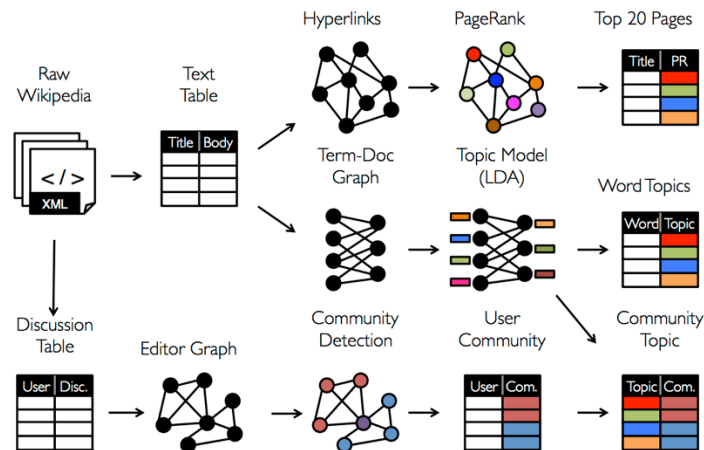 Hyperlinks
PageRank
Top 20 Pages
Raw
Wikipedia
Text
Table
Title PR
Title Body
</>
XML
Term-Doc
Graph
Topic Model
(LDA)
Word Topics
Word Topic
Discussion
Table
Editor Graph
Community
Detection
User
Community
Community
Topic
User Disc.
User Com.
Topic Com.